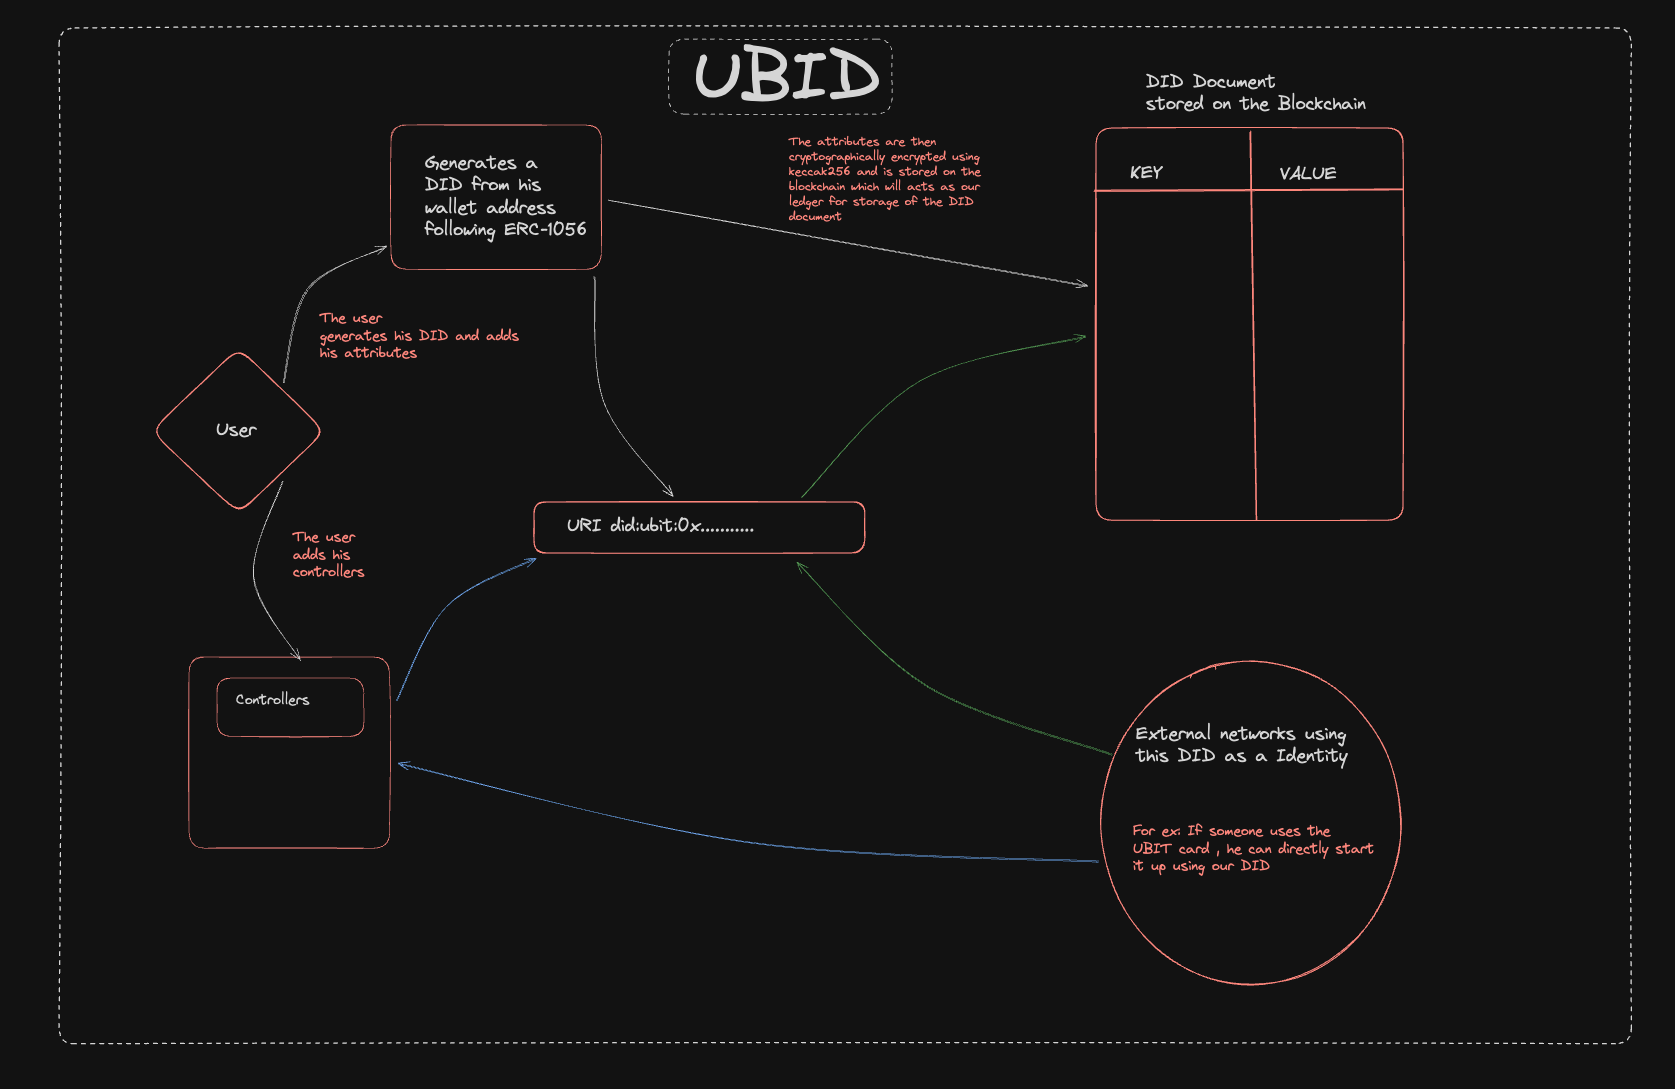 UBID
DID Document
stored on the Blockchain
KEY
VALUE
Generates a
DID from his
wallet address
following ERC-1056
The attributes are then
cryptographically encrypted using
keccak256 and is stored on the
blockchain which will acts as our
ledger for storage of the DID
document
The user
generates his DID and adds
his attributes
User
URI did:ubit:0x...........
The user
adds his
controllers
Controllers
External networks using
this DID as a Identity
For ex: If someone uses the
UBIT card , he can directly start
it up using our DID